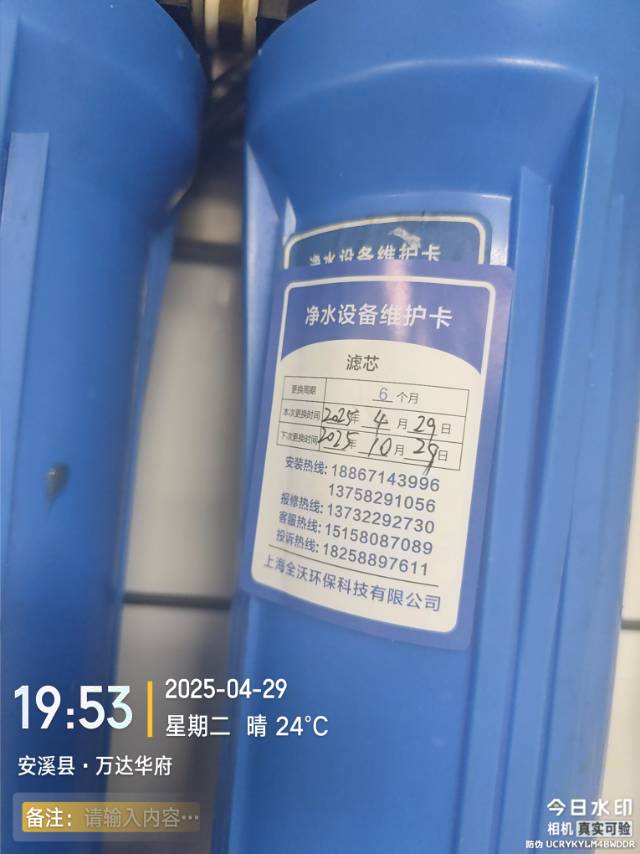 净水设备维护卡
净水设备维护卡
滤芯
更换周期 6 个月
本次更换时间 2025年 4 月 29 日
下次更换时间 2025年 10 月 29 日
安装热线: 18867143996
13758291056
报修热线: 13732292730
客服热线: 15158087089
投诉热线: 18258897611
上海全沃环保科技有限公司
19:53
2025-04-29
星期二 晴 24°C
安溪县·万达华府
备注: 请输入内容…
今日水印
相机 真实可验
防伪 UCRYKYLM4BWDDR